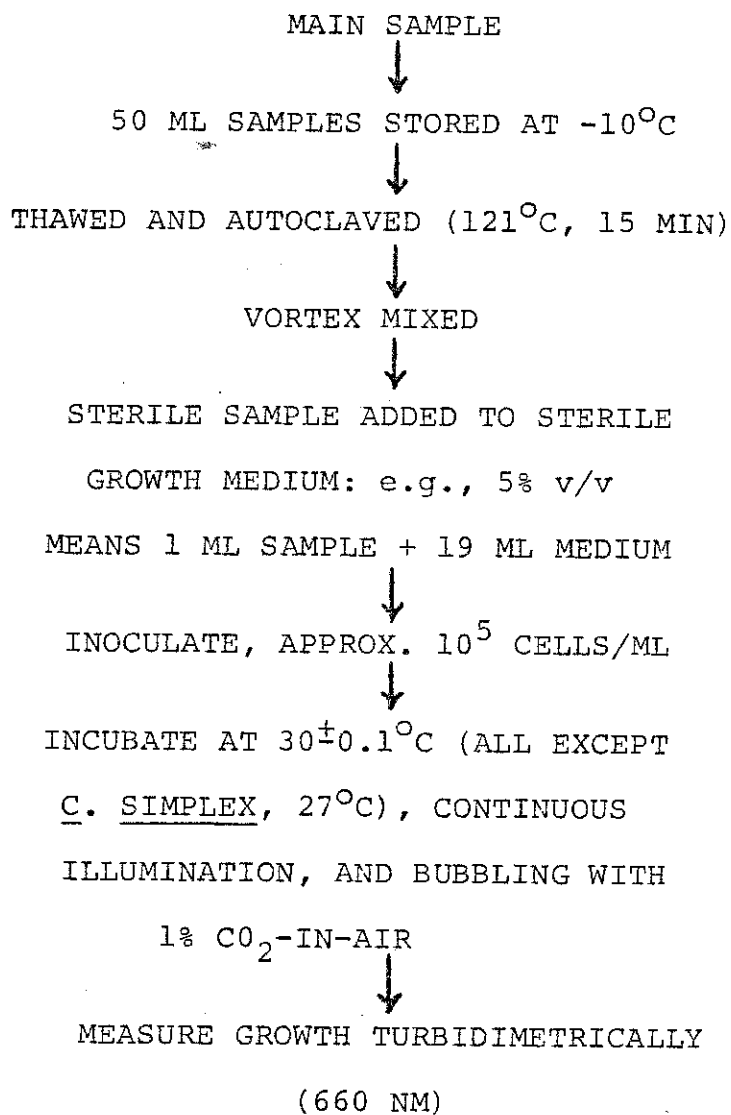 MAIN SAMPLE
50 ML SAMPLES STORED AT -10°C
THAWED AND AUTOCLAVED (121°C, 15 MIN)
VORTEX MIXED
STERILE SAMPLE ADDED TO STERILE
GROWTH MEDIUM: e.g., 5% v/v
MEANS 1 ML SAMPLE + 19 ML MEDIUM
INOCULATE, APPROX. 10⁵ CELLS/ML
INCUBATE AT 30±0.1°C (ALL EXCEPT
C. SIMPLEX, 27°C), CONTINUOUS
ILLUMINATION, AND BUBBLING WITH
1% CO₂-IN-AIR
MEASURE GROWTH TURBIDIMETRICALLY
(660 NM)